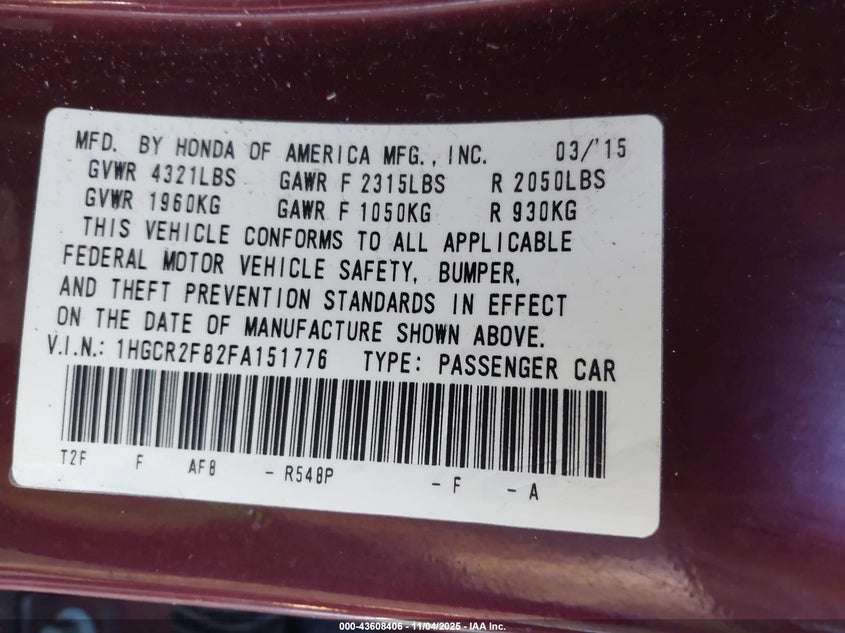 MFD. BY HONDA OF AMERICA MFG., INC. 03/'15
GVWR 4321LBS GAWR F 2315LBS R 2050LBS
GVWR 1960KG GAWR F 1050KG R 930KG
THIS VEHICLE CONFORMS TO ALL APPLICABLE
FEDERAL MOTOR VEHICLE SAFETY, BUMPER,
AND THEFT PREVENTION STANDARDS IN EFFECT
ON THE DATE OF MANUFACTURE SHOWN ABOVE.
V.I.N.: 1HGCR2F82FA151776 TYPE: PASSENGER CAR
T2F F AF8 - R548P - F - A
000-43608406 - 11/04/2025 - IAA Inc.